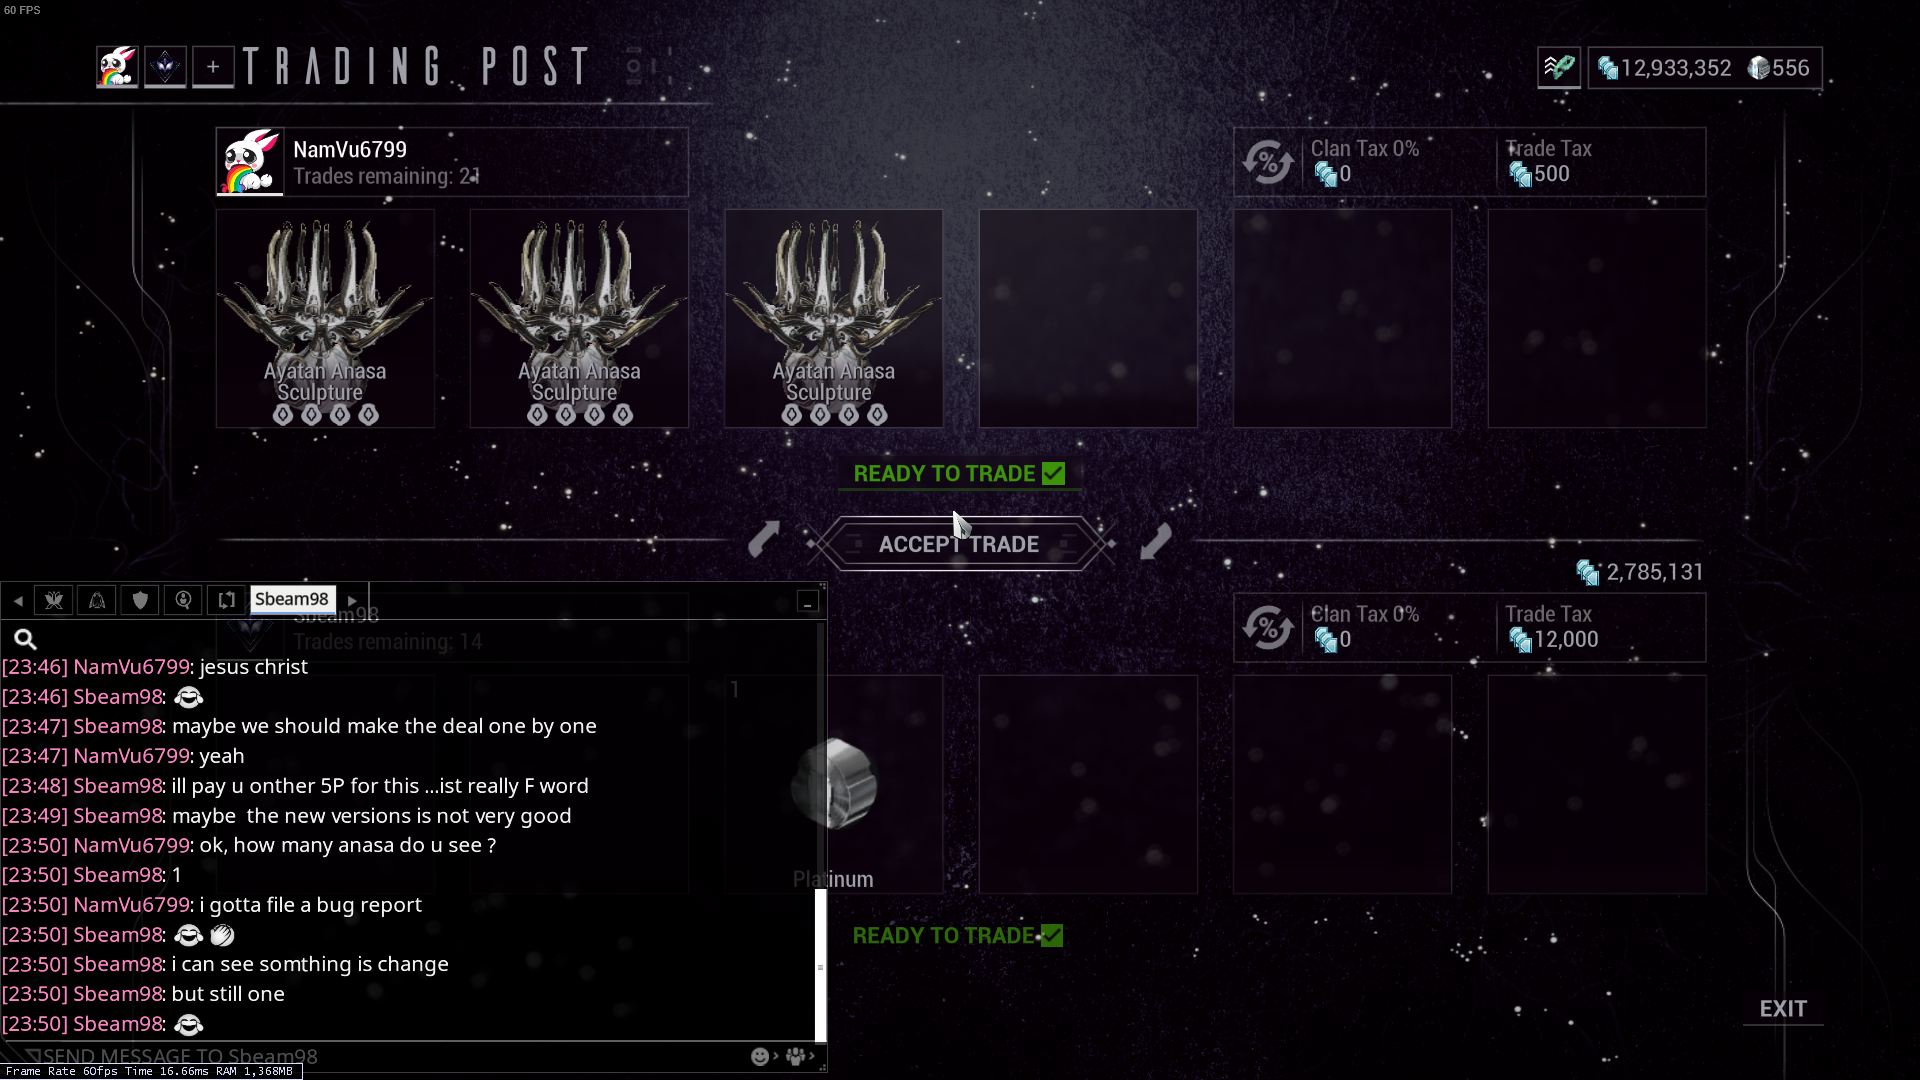 60 FPS
TRADING POST
12,933,352
556
NamVu6799
Trades remaining: 21
Clan Tax 0%
0
Trade Tax
500
Ayatan Anasa
Sculpture
Ayatan Anasa
Sculpture
Ayatan Anasa
Sculpture
READY TO TRADE
ACCEPT TRADE
2,785,131
Sbeam98
Sbeam98
Trades remaining: 14
Clan Tax 0%
0
Trade Tax
12,000
[23:46] NamVu6799: jesus christ
[23:46] Sbeam98:
[23:47] Sbeam98: maybe we should make the deal one by one
[23:47] NamVu6799: yeah
[23:48] Sbeam98: ill pay u onther 5P for this ...ist really F word
[23:49] Sbeam98: maybe  the new versions is not very good
[23:50] NamVu6799: ok, how many anasa do u see ?
[23:50] Sbeam98: 1
[23:50] NamVu6799: i gotta file a bug report
[23:50] Sbeam98:
[23:50] Sbeam98: i can see somthing is change
[23:50] Sbeam98: but still one
[23:50] Sbeam98:
1
Platinum
READY TO TRADE
EXIT
SEND MESSAGE TO Sbeam98
Frame Rate 60fps Time 16.66ms RAM 1,368MB